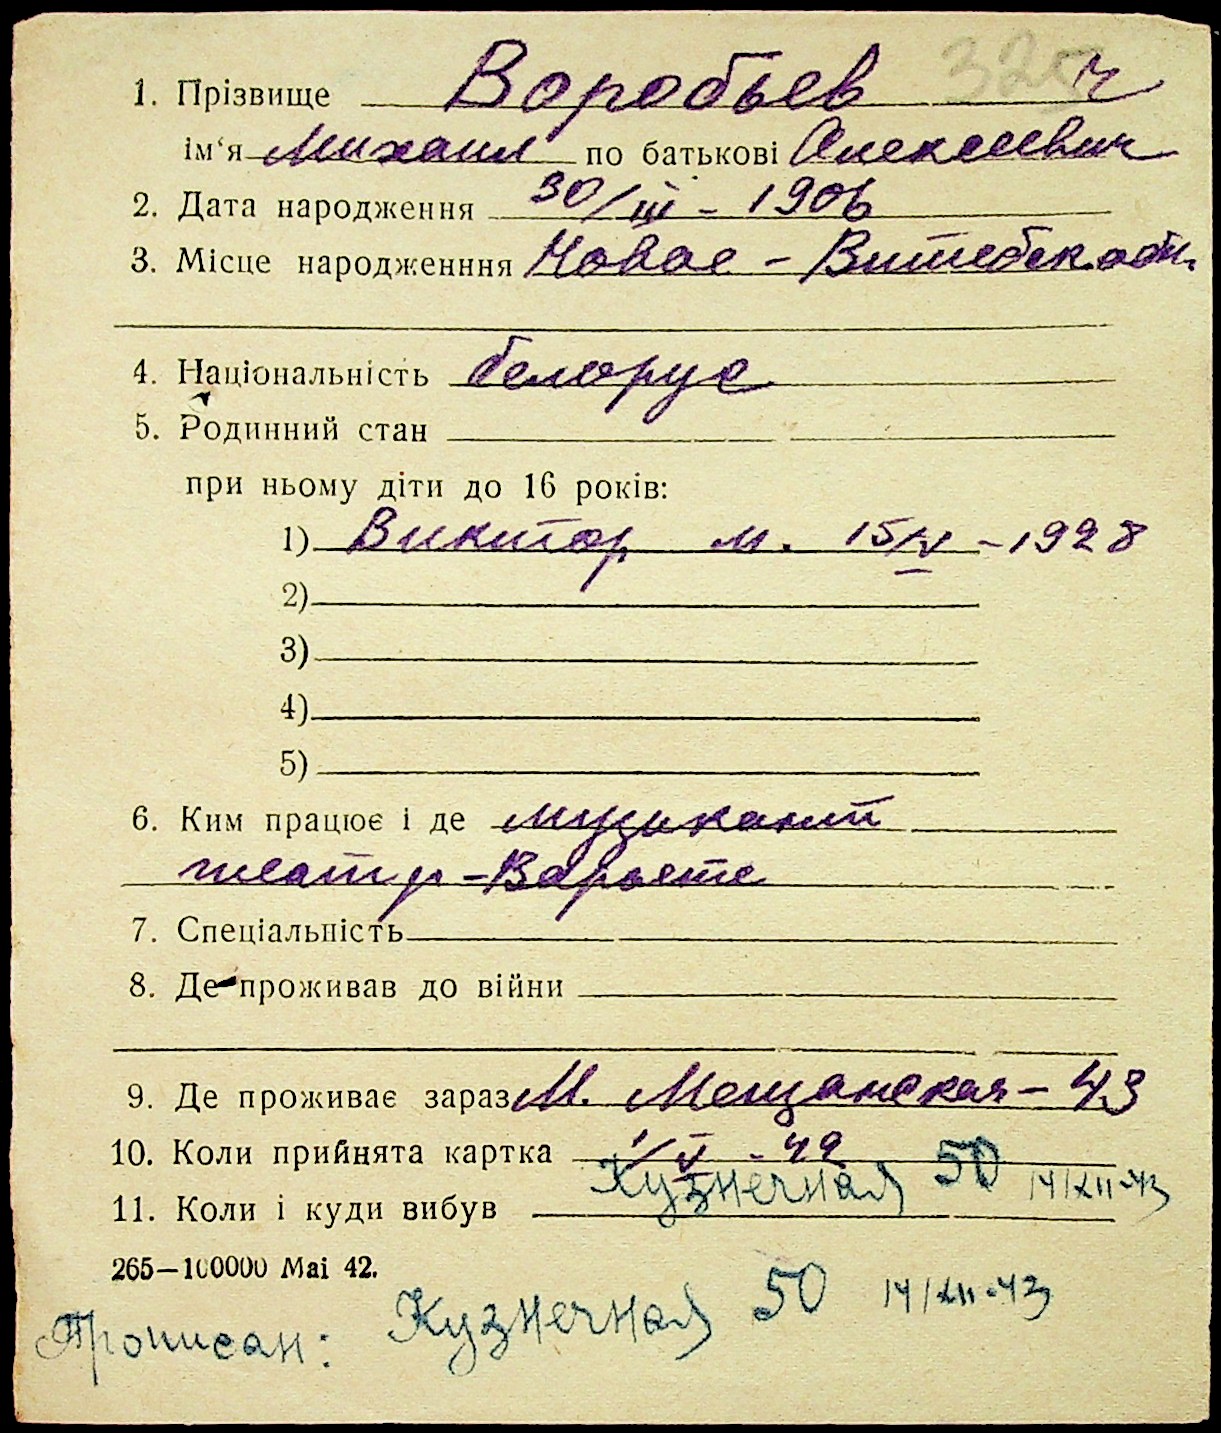 325
1. Прізвище Воробьев ч
ім‘я Михаил по батькові Алексеевич
2. Дата народження 30/III - 1906
3. Місце народженння Новое - Витебск. обл.
4. Національність белорус
5. Родинний стан
при ньому діти до 16 років:
1) Виктор м. 15/IV - 1928
2)
3)
4)
5)
6. Ким працює і де музыкант
театр - Варьете
7. Спеціальність
8. Де проживав до війни
9. Де проживає зараз М. Мещанская - 43
10. Коли прийнята картка 1/V - 42
Кузнечная 50 14/XII-43
11. Коли і куди вибув
265—100000 Mai 42.
Прописан: Кузнечная 50 14/XII-43